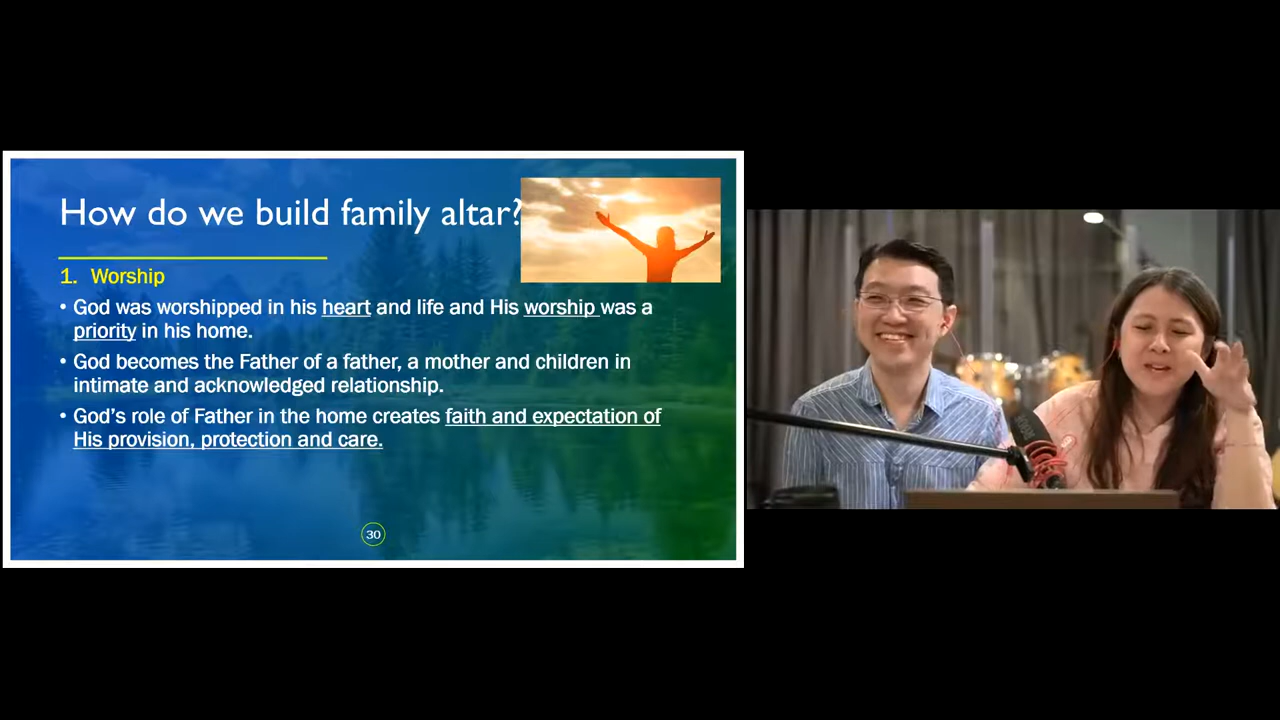 How do we build family altar?
1. Worship
• God was worshipped in his heart and life and His worship was a
priority in his home.
• God becomes the Father of a father, a mother and children in
intimate and acknowledged relationship.
• God's role of Father in the home creates faith and expectation of
His provision, protection and care.
30